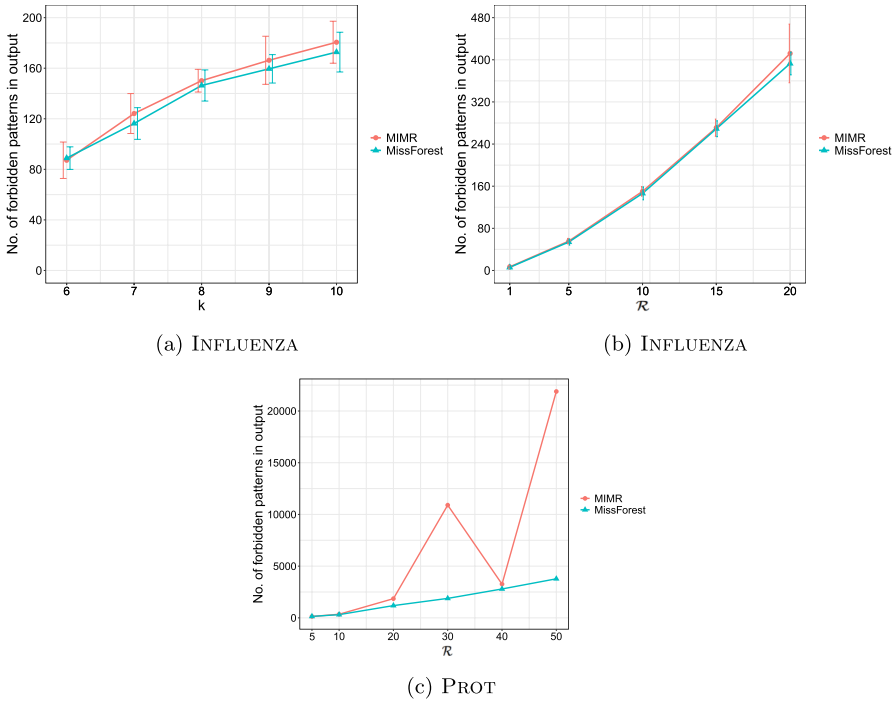 No. of forbidden patterns in output
200
160
120
80
40
0
6 7 8 9 10
k
MIMR
MissForest
(a) INFLUENZA
No. of forbidden patterns in output
480
400
320
240
160
80
0
1 5 10 15 20
R
MIMR
MissForest
(b) INFLUENZA
No. of forbidden patterns in output
20000
15000
10000
5000
0
5 10 20 30 40 50
R
MIMR
MissForest
(c) PROT